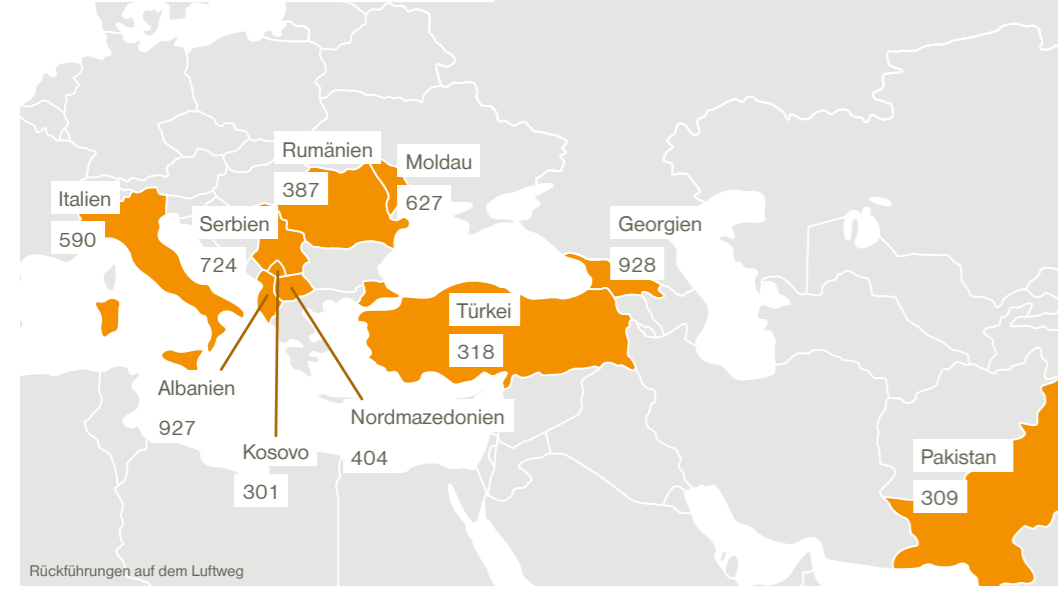 Rumänien
387
Moldau
627
Italien
590
Serbien
724
Georgien
928
Türkei
318
Albanien
927
Nordmazedonien
404
Kosovo
301
Pakistan
309
Rückführungen auf dem Luftweg